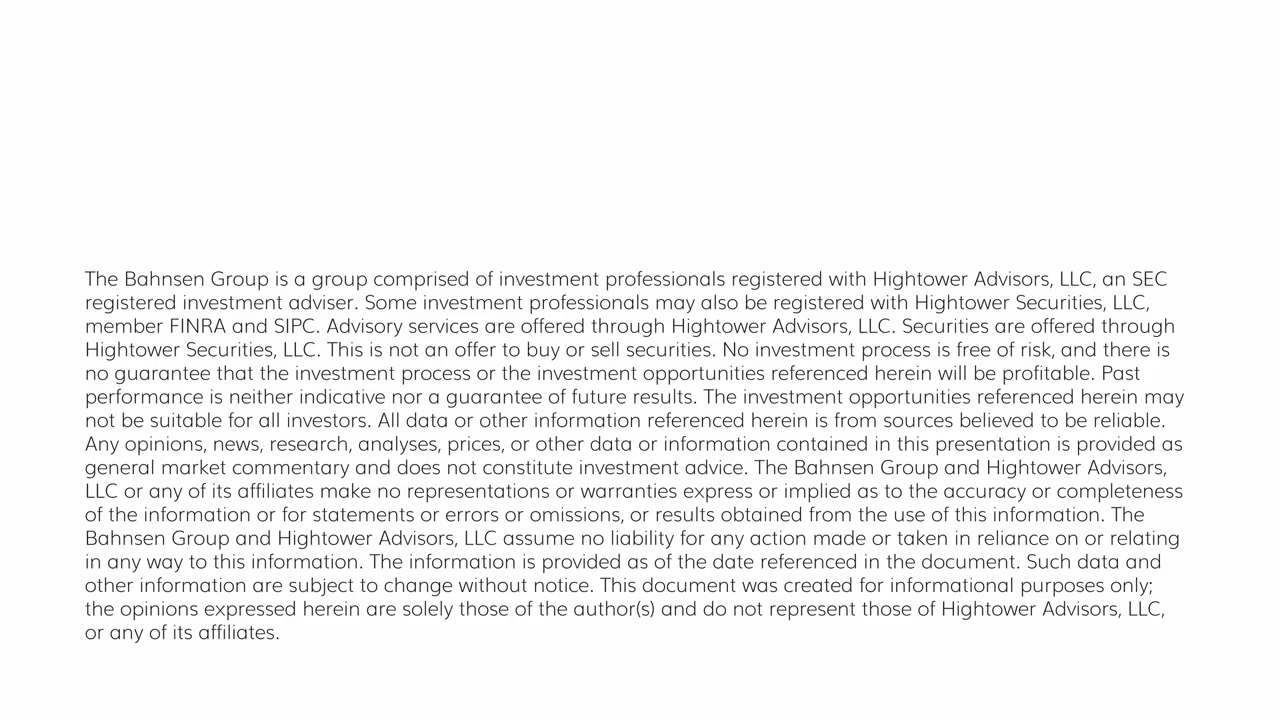 The Bahnsen Group is a group comprised of investment professionals registered with Hightower Advisors, LLC, an SEC
registered investment adviser. Some investment professionals may also be registered with Hightower Securities, LLC,
member FINRA and SIPC. Advisory services are offered through Hightower Advisors, LLC. Securities are offered through
Hightower Securities, LLC. This is not an offer to buy or sell securities. No investment process is free of risk, and there is
no guarantee that the investment process or the investment opportunities referenced herein will be profitable. Past
performance is neither indicative nor a guarantee of future results. The investment opportunities referenced herein may
not be suitable for all investors. All data or other information referenced herein is from sources believed to be reliable.
Any opinions, news, research, analyses, prices, or other data or information contained in this presentation is provided as
general market commentary and does not constitute investment advice. The Bahnsen Group and Hightower Advisors,
LLC or any of its affiliates make no representations or warranties express or implied as to the accuracy or completeness
of the information or for statements or errors or omissions, or results obtained from the use of this information. The
Bahnsen Group and Hightower Advisors, LLC assume no liability for any action made or taken in reliance on or relating
in any way to this information. The information is provided as of the date referenced in the document. Such data and
other information are subject to change without notice. This document was created for informational purposes only;
the opinions expressed herein are solely those of the author(s) and do not represent those of Hightower Advisors, LLC,
or any of its affiliates.